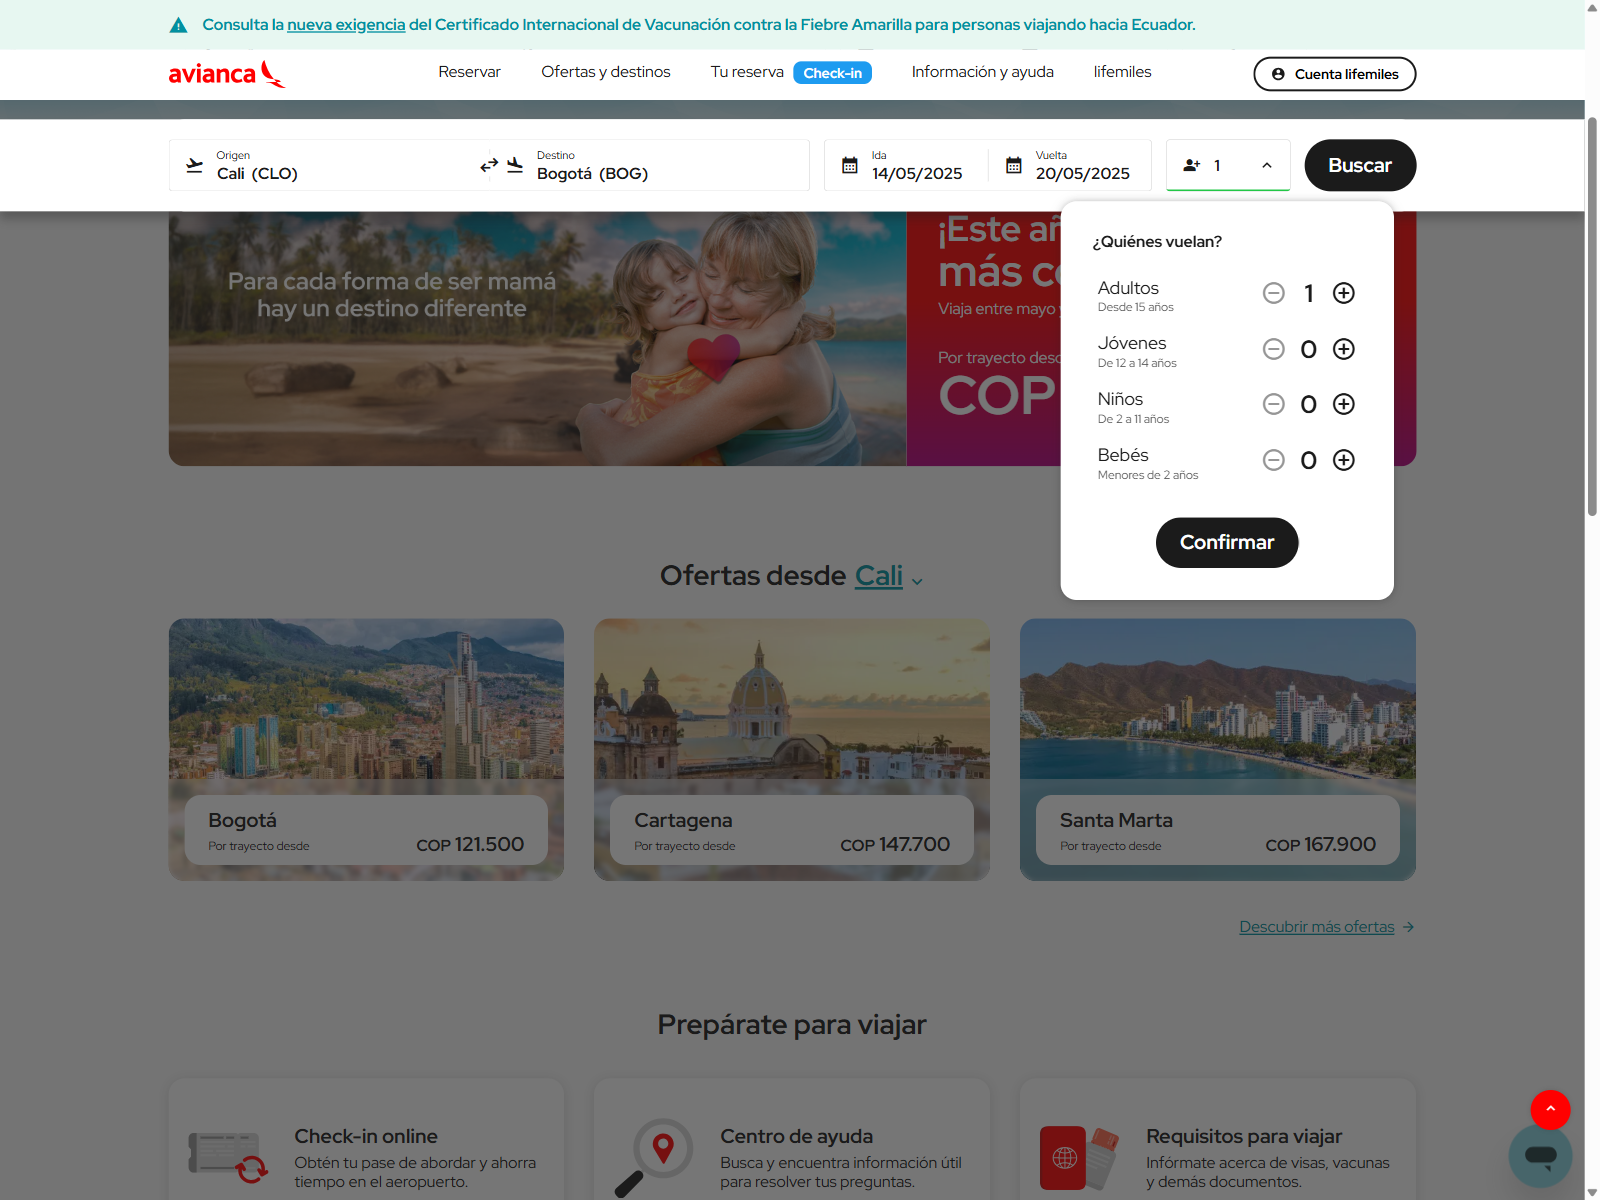 Consulta la nueva exigencia del Certificado Internacional de Vacunación contra la Fiebre Amarilla para personas viajando hacia Ecuador.
avianca
Reservar
Ofertas y destinos
Tu reserva
Check-in
Información y ayuda
lifemiles
Cuenta lifemiles
Origen
Cali (CLO)
Destino
Bogotá (BOG)
Ida
14/05/2025
Vuelta
20/05/2025
1
Buscar
¿Quiénes vuelan?
Adultos
Desde 15 años
1
Jóvenes
De 12 a 14 años
0
Niños
De 2 a 11 años
0
Bebés
Menores de 2 años
0
Confirmar
Para cada forma de ser mamá
hay un destino diferente
¡Este
más
Viaja entre mayo
Por trayecto
COP
Ofertas desde Cali
Bogotá
Por trayecto desde
COP 121.500
Cartagena
Por trayecto desde
COP 147.700
Santa Marta
Por trayecto desde
COP 167.900
Descubrir más ofertas
Prepárate para viajar
Check-in online
Obtén tu pase de abordar y ahorra
tiempo en el aeropuerto.
Centro de ayuda
Busca y encuentra información útil
para resolver tus preguntas.
Requisitos para viajar
Infórmate acerca de visas, vacunas
y demás documentos.